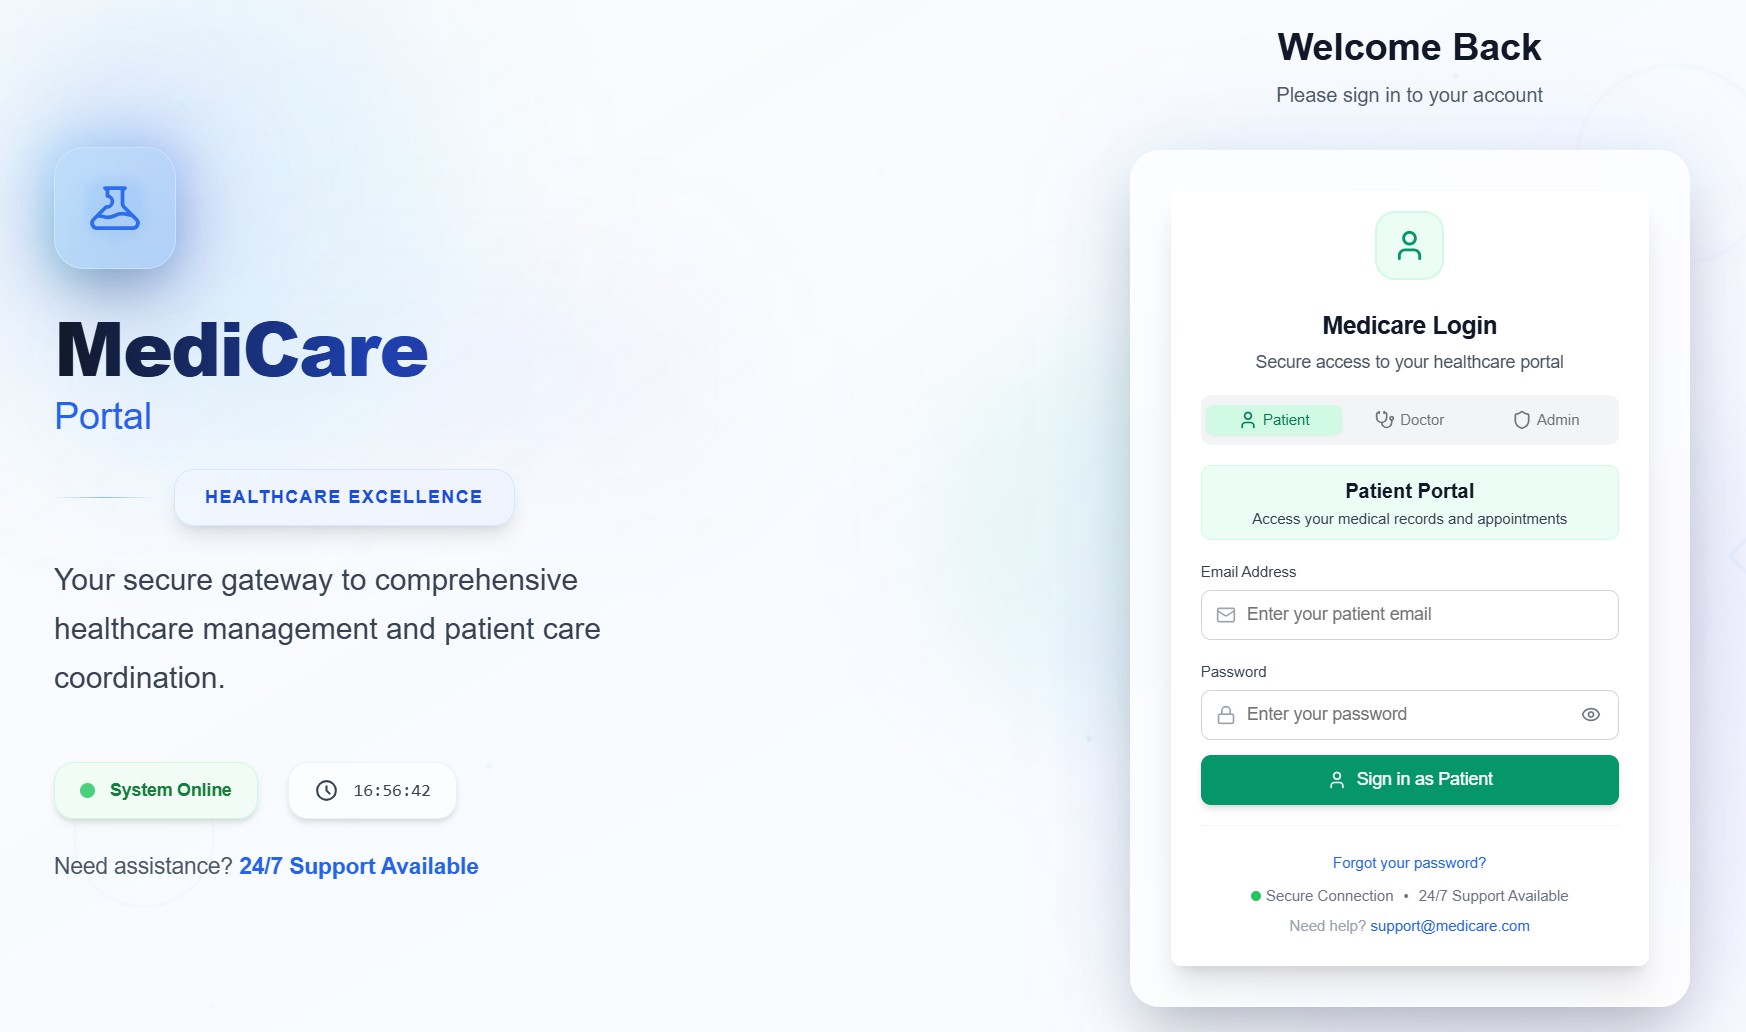 MediCare
Portal
HEALTHCARE EXCELLENCE
Your secure gateway to comprehensive
healthcare management and patient care
coordination.
System Online
16:56:42
Need assistance? 24/7 Support Available
Welcome Back
Please sign in to your account
Medicare Login
Secure access to your healthcare portal
Patient Doctor Admin
Patient Portal
Access your medical records and appointments
Email Address
Enter your patient email
Password
Enter your password
Sign in as Patient
Forgot your password?
Secure Connection • 24/7 Support Available
Need help? support@medicare.com